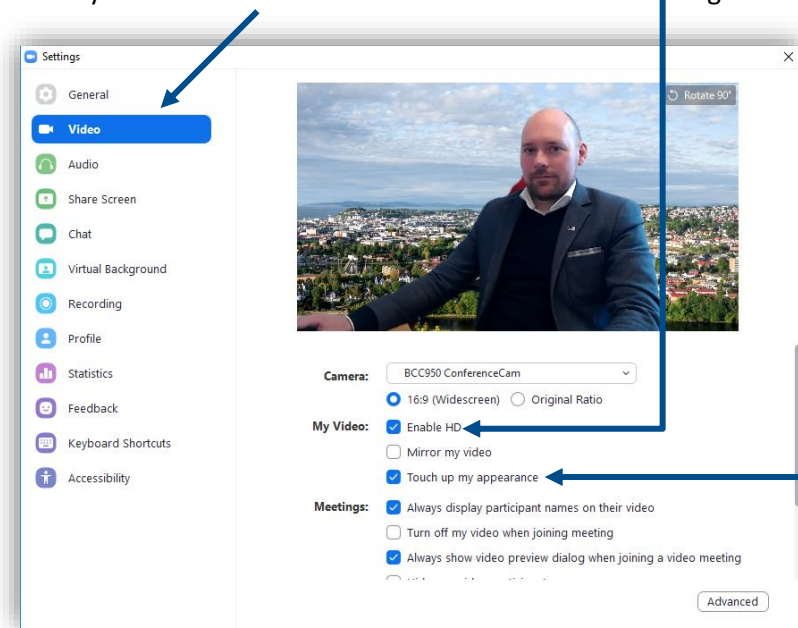 Settings
General
Video
Audio
Share Screen
Chat
Virtual Background
Recording
Profile
Statistics
Feedback
Keyboard Shortcuts
Accessibility
Rotate 90°
Camera: BCC950 ConferenceCam
16:9 (Widescreen) Original Ratio
My Video: Enable HD
Mirror my video
Touch up my appearance
Meetings: Always display participant names on their video
Turn off my video when joining meeting
Always show video preview dialog when joining a video meeting
Advanced